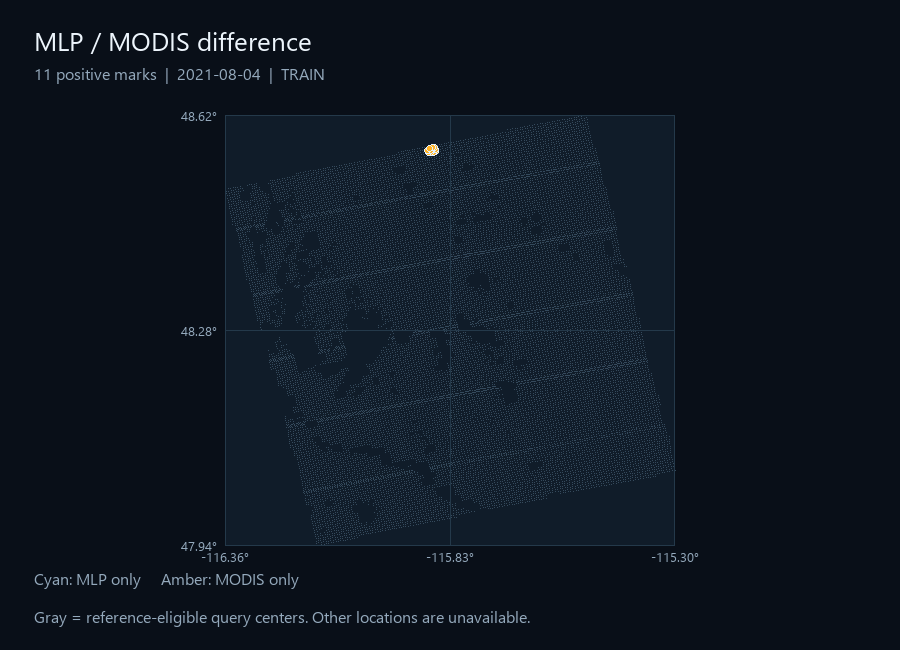 MLP / MODIS difference
11 positive marks | 2021-08-04 | TRAIN
48.62°
48.28°
47.94°
-116.36° -115.83° -115.30°
Cyan: MLP only Amber: MODIS only
Gray = reference-eligible query centers. Other locations are unavailable.